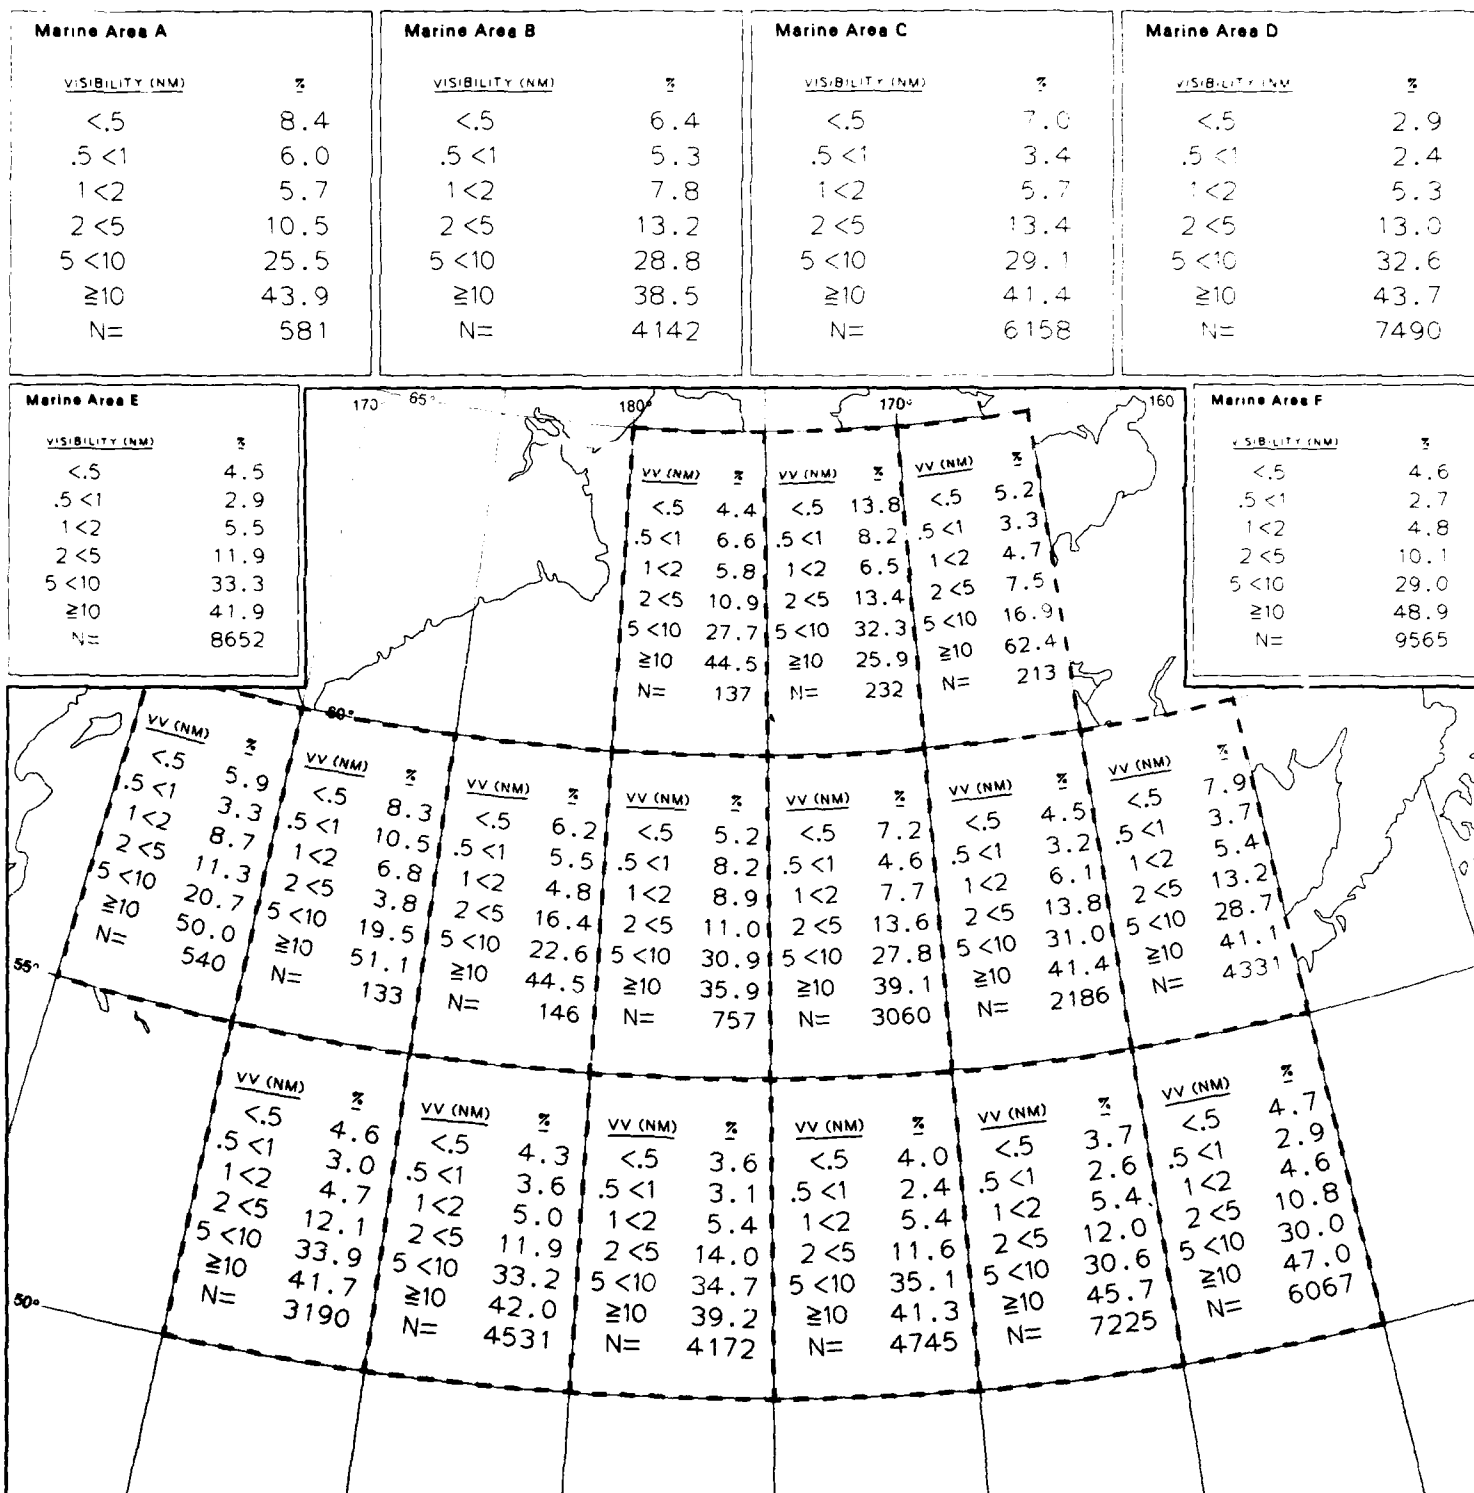 Marine Area A
VISIBILITY (NM) %
<.5 8.4
.5 <1 6.0
1<2 5.7
2 <5 10.5
5 <10 25.5
≧10 43.9
N= 581
Marine Area B
VISIBILITY (NM) %
<.5 6.4
.5 <1 5.3
1<2 7.8
2 <5 13.2
5 <10 28.8
≧10 38.5
N= 4142
Marine Area C
VISIBILITY (NM) %
<.5 7.0
.5 <1 3.4
1<2 5.7
2 <5 13.4
5 <10 29.1
≧10 41.4
N= 6158
Marine Area D
VISIBILITY (NM %
<.5 2.9
.5 <1 2.4
1<2 5.3
2 <5 13.0
5 <10 32.6
≧10 43.7
N= 7490
Marine Area E
VISIBILITY (NM) %
<.5 4.5
.5 <1 2.9
1<2 5.5
2 <5 11.9
5 <10 33.3
≧10 41.9
N= 8652
170 65° 180° 170° 160
Marine Area F
VISIBILITY (NM) %
<.5 4.6
.5 <1 2.7
1<2 4.8
2 <5 10.1
5 <10 29.0
≧10 48.9
N= 9565
VV (NM) %
<.5 4.4
.5 <1 6.6
1<2 5.8
2 <5 10.9
5 <10 27.7
≧10 44.5
N= 137
VV (NM) %
<.5 13.8
.5 <1 8.2
1<2 6.5
2 <5 13.4
5 <10 32.3
≧10 25.9
N= 232
VV (NM) %
<.5 5.2
.5 <1 3.3
1<2 4.7
2 <5 7.5
5 <10 16.9
≧10 62.4
N= 213
60°
VV (NM) %
<.5 5.9
.5 <1 3.3
1<2 8.7
2 <5 11.3
5 <10 20.7
≧10 50.0
N= 540
VV (NM) %
<.5 8.3
.5 <1 10.5
1<2 6.8
2 <5 3.8
5 <10 19.5
≧10 51.1
N= 133
VV (NM) %
<.5 6.2
.5 <1 5.5
1<2 4.8
2 <5 16.4
5 <10 22.6
≧10 44.5
N= 146
VV (NM) %
<.5 5.2
.5 <1 8.2
1<2 8.9
2 <5 11.0
5 <10 30.9
≧10 35.9
N= 757
VV (NM) %
<.5 7.2
.5 <1 4.6
1<2 7.7
2 <5 13.6
5 <10 27.8
≧10 39.1
N= 3060
VV (NM) %
<.5 4.5
.5 <1 3.2
1<2 6.1
2 <5 13.8
5 <10 31.0
≧10 41.4
N= 2186
VV (NM) %
<.5 7.9
.5 <1 3.7
1<2 5.4
2 <5 13.2
5 <10 28.7
≧10 41.1
N= 4331
55°
VV (NM) %
<.5 4.6
.5 <1 3.0
1<2 4.7
2 <5 12.1
5 <10 33.9
≧10 41.7
N= 3190
VV (NM) %
<.5 4.3
.5 <1 3.6
1<2 5.0
2 <5 11.9
5 <10 33.2
≧10 42.0
N= 4531
VV (NM) %
<.5 3.6
.5 <1 3.1
1<2 5.4
2 <5 14.0
5 <10 34.7
≧10 39.2
N= 4172
VV (NM) %
<.5 4.0
.5 <1 2.4
1<2 5.4
2 <5 11.6
5 <10 35.1
≧10 41.3
N= 4745
VV (NM) %
<.5 3.7
.5 <1 2.6
1<2 5.4
2 <5 12.0
5 <10 30.6
≧10 45.7
N= 7225
VV (NM) %
<.5 4.7
.5 <1 2.9
1<2 4.6
2 <5 10.8
5 <10 30.0
≧10 47.0
N= 6067
50°